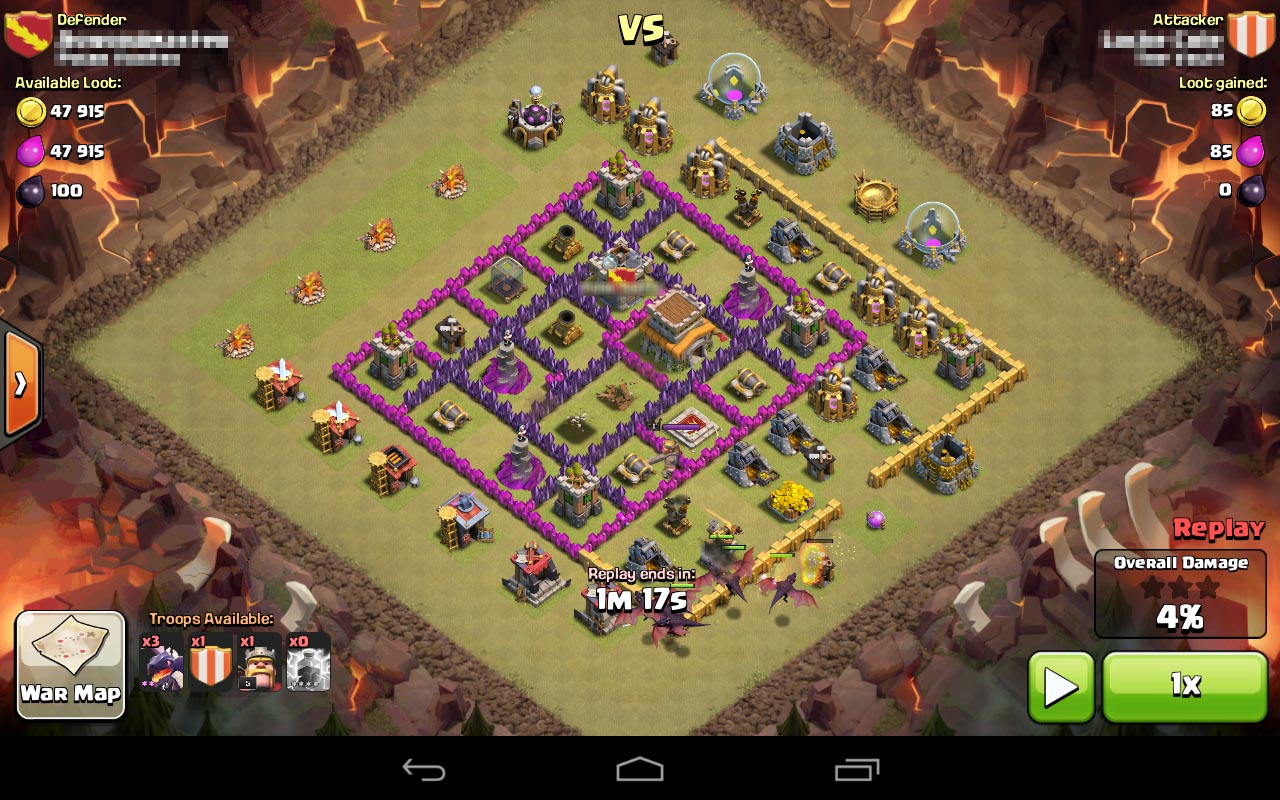 Defender
Available Loot:
47 915
47 915
100
VS
Attacker
Loot gained:
85
85
0
Replay
Overall Damage
4%
Replay ends in:
1M 17s
Troops Available:
x3
x1
x1
x0
5
War Map
1x